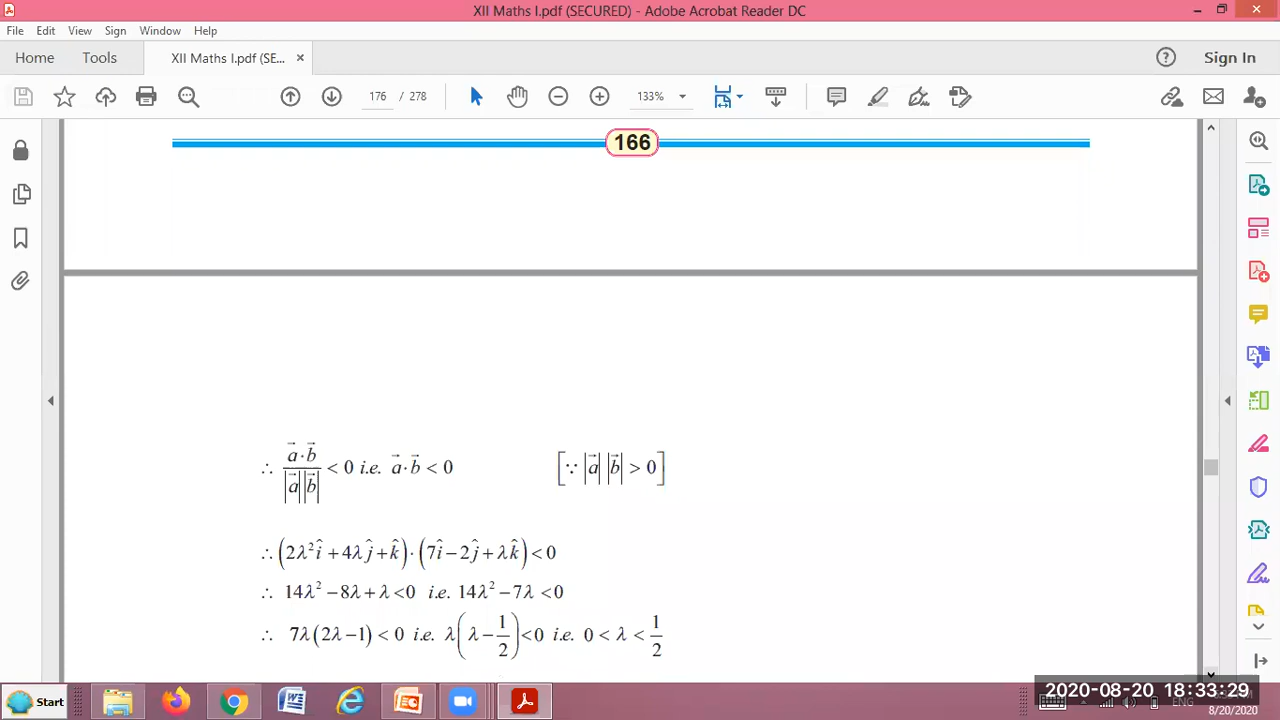 XII Maths I.pdf (SECURED) - Adobe Acrobat Reader DC
File Edit View Sign Window Help
Home Tools XII Maths I.pdf (SE... × Sign In
176 / 278 133%
166
∴ (a⃗·b⃗)/(|a⃗||b⃗|) < 0 i.e. a⃗·b⃗ < 0 [∵ |a⃗| |b⃗| > 0]
∴ (2λ²î + 4λĵ + k̂)·(7î − 2ĵ + λk̂) < 0
∴ 14λ² − 8λ + λ < 0 i.e. 14λ² − 7λ < 0
∴ 7λ(2λ − 1) < 0 i.e. λ(λ − 1/2) < 0 i.e. 0 < λ < 1/2
Start
2020-08-20 18:33:29
ENG
8/20/2020